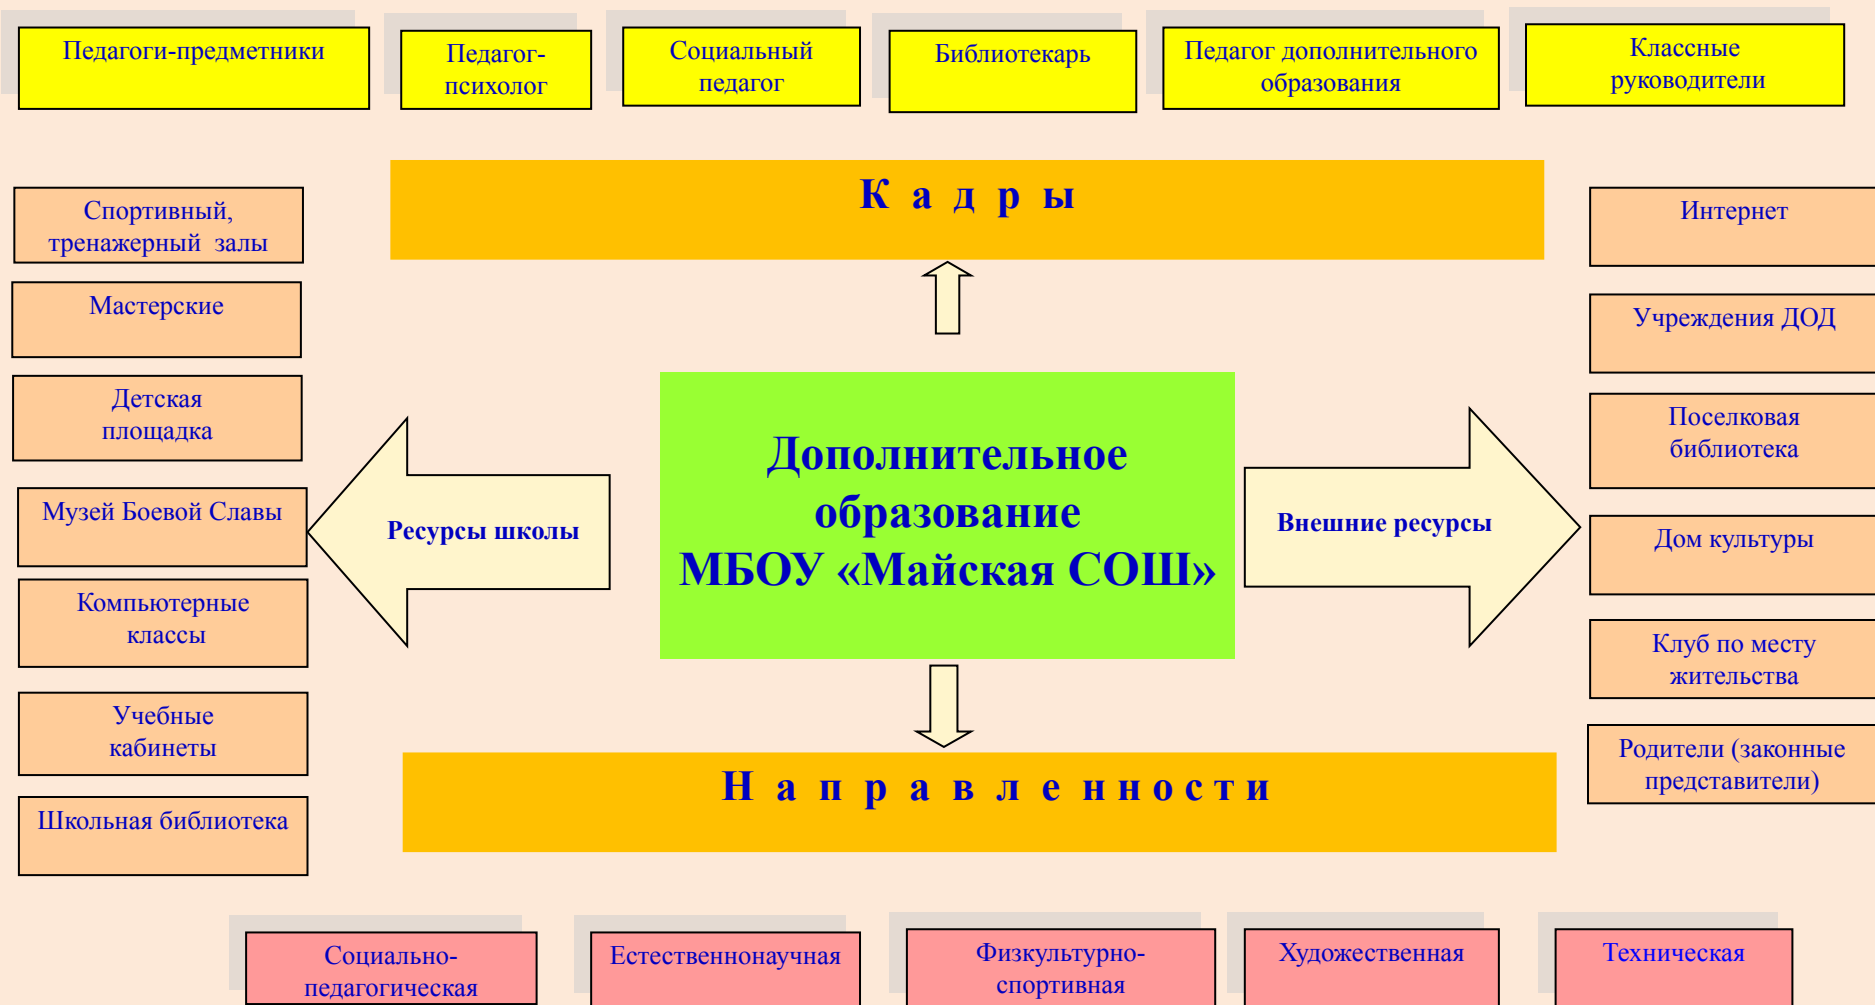 Педагоги-предметники
Педагог-
психолог
Социальный
педагог
Библиотекарь
Педагог дополнительного
образования
Классные
руководители
К а д р ы
Спортивный,
тренажерный залы
Мастерские
Детская
площадка
Музей Боевой Славы
Компьютерные
классы
Учебные
кабинеты
Школьная библиотека
Ресурсы школы
Дополнительное
образование
МБОУ «Майская СОШ»
Внешние ресурсы
Интернет
Учреждения ДОД
Поселковая
библиотека
Дом культуры
Клуб по месту
жительства
Родители (законные
представители)
Н а п р а в л е н н о с т и
Социально-
педагогическая
Естественнонаучная
Физкультурно-
спортивная
Художественная
Техническая